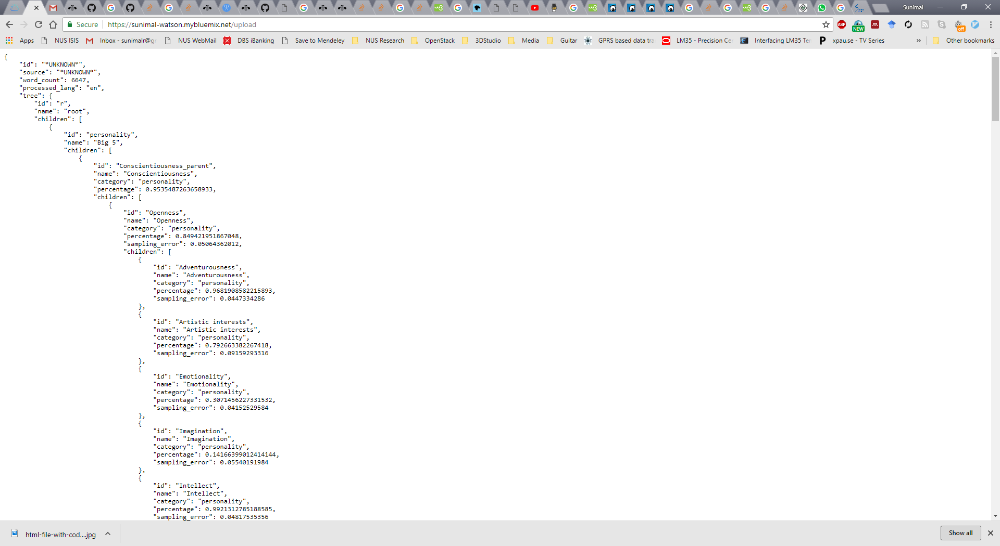 Sunimal
Secure https://sunimal-watson.mybluemix.net/upload
ABP
NEW
off
Apps NUS ISIS Inbox - sunimalr@g NUS WebMail DBS iBanking Save to Mendeley NUS Research OpenStack 3DStudio Media Guitar GPRS based data tra LM35 - Precision Ce Interfacing LM35 Te xpau.se - TV Series » Other bookmarks
{
"id": "*UNKNOWN*",
"source": "*UNKNOWN*",
"word_count": 6647,
"processed_lang": "en",
"tree": {
"id": "r",
"name": "root",
"children": [
{
"id": "personality",
"name": "Big 5",
"children": [
{
"id": "Conscientiousness_parent",
"name": "Conscientiousness",
"category": "personality",
"percentage": 0.9535487263658933,
"children": [
{
"id": "Openness",
"name": "Openness",
"category": "personality",
"percentage": 0.849421951867048,
"sampling_error": 0.05064362012,
"children": [
{
"id": "Adventurousness",
"name": "Adventurousness",
"category": "personality",
"percentage": 0.9681908582215893,
"sampling_error": 0.0447334286
},
{
"id": "Artistic interests",
"name": "Artistic interests",
"category": "personality",
"percentage": 0.792663382267418,
"sampling_error": 0.09159293316
},
{
"id": "Emotionality",
"name": "Emotionality",
"category": "personality",
"percentage": 0.3071456227331532,
"sampling_error": 0.04152529584
},
{
"id": "Imagination",
"name": "Imagination",
"category": "personality",
"percentage": 0.14166399012414144,
"sampling_error": 0.05540191984
},
{
"id": "Intellect",
"name": "Intellect",
"category": "personality",
"percentage": 0.9921312785188585,
"sampling_error": 0.04817535356
html-file-with-cod....jpg
Show all